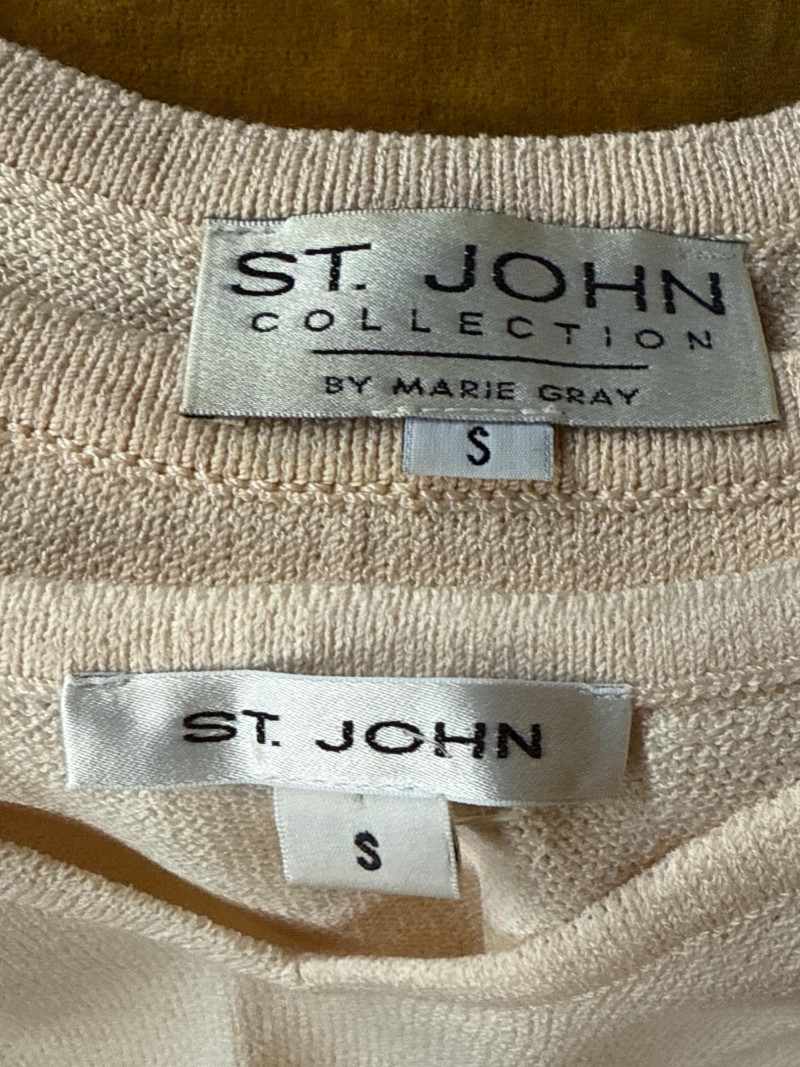 ST. JOHN
COLLECTION
BY MARIE GRAY
S
ST. JOHN
S